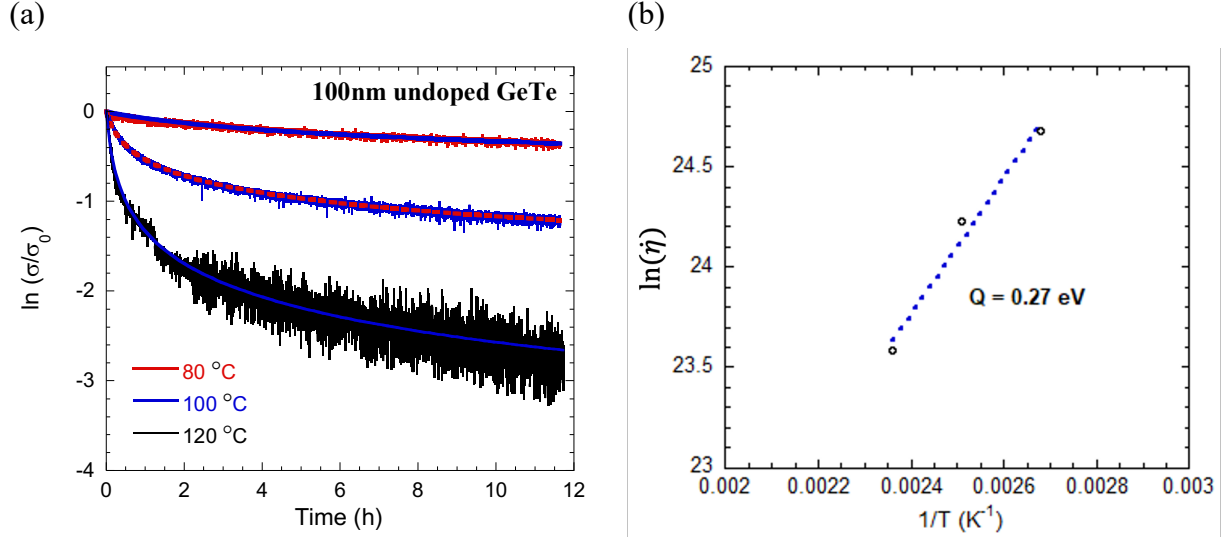 (a)
100nm undoped GeTe
0
-1
-2
-3
-4
ln (σ/σ₀)
80 °C
100 °C
120 °C
0 2 4 6 8 10 12
Time (h)
(b)
25
24.5
24
23.5
23
ln(η̇)
Q = 0.27 eV
0.002 0.0022 0.0024 0.0026 0.0028 0.003
1/T (K⁻¹)